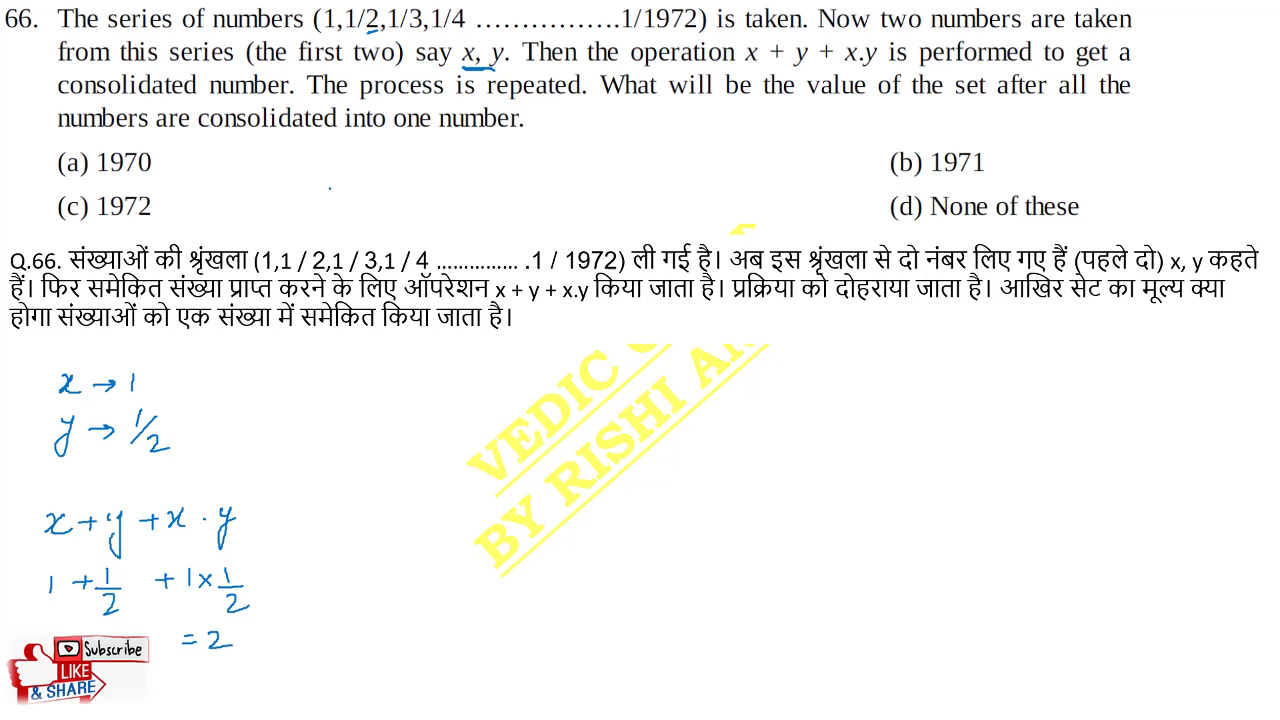 66. The series of numbers (1,1/2,1/3,1/4 …………….1/1972) is taken. Now two numbers are taken
from this series (the first two) say x, y. Then the operation x + y + x.y is performed to get a
consolidated number. The process is repeated. What will be the value of the set after all the
numbers are consolidated into one number.
(a) 1970 (b) 1971
(c) 1972 (d) None of these
Q.66. संख्याओं की श्रृंखला (1,1 / 2,1 / 3,1 / 4 ............... .1 / 1972) ली गई है। अब इस श्रृंखला से दो नंबर लिए गए हैं (पहले दो) x, y कहते
हैं। फिर समेकित संख्या प्राप्त करने के लिए ऑपरेशन x + y + x.y किया जाता है। प्रक्रिया को दोहराया जाता है। आखिर सेट का मूल्य क्या
होगा संख्याओं को एक संख्या में समेकित किया जाता है।
x → 1
y → 1/2
x + y + x . y
1 + 1/2 + 1 × 1/2
= 2
VEDIC
BY RISHI
Subscribe
LIKE
& SHARE